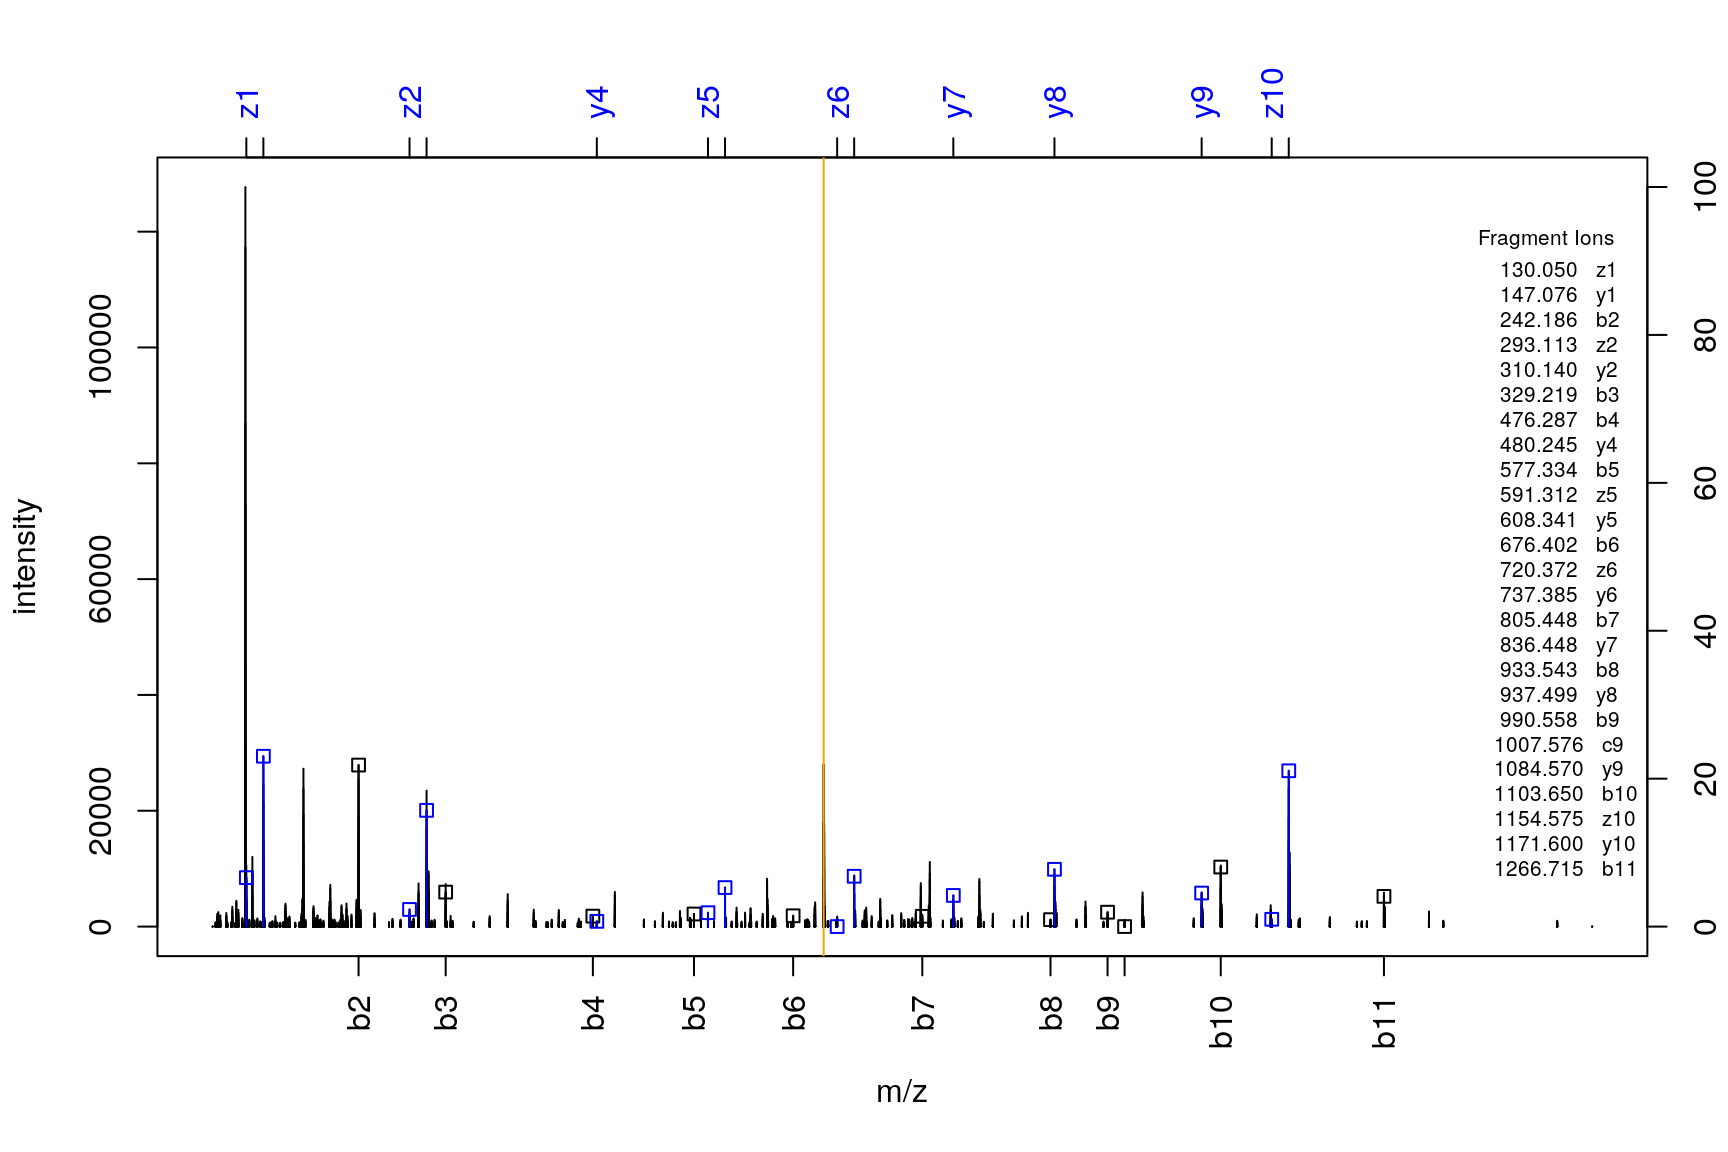 z1 z2 y4 z5 z6 y7 y8 y9 z10
100000
60000
20000
0
intensity
100
80
60
40
20
0
Fragment Ions
130.050 z1
147.076 y1
242.186 b2
293.113 z2
310.140 y2
329.219 b3
476.287 b4
480.245 y4
577.334 b5
591.312 z5
608.341 y5
676.402 b6
720.372 z6
737.385 y6
805.448 b7
836.448 y7
933.543 b8
937.499 y8
990.558 b9
1007.576 c9
1084.570 y9
1103.650 b10
1154.575 z10
1171.600 y10
1266.715 b11
b2 b3 b4 b5 b6 b7 b8 b9 b10 b11
m/z